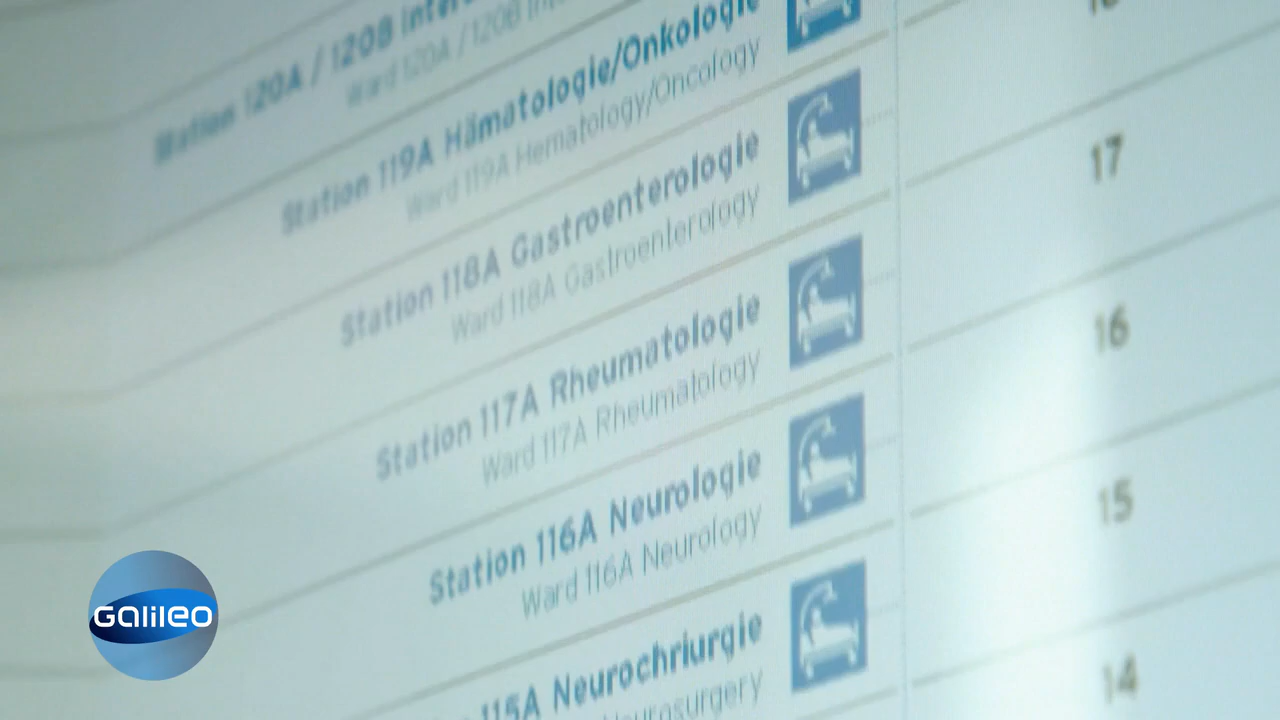 Station 120A / 120B
Ward 120A / 120B
Station 119A Hämatologie/Onkologie
Ward 119A Hematology/Oncology
Station 118A Gastroenterologie
Ward 118A Gastroenterology
17
Station 117A Rheumatologie
Ward 117A Rheumatology
16
Station 116A Neurologie
Ward 116A Neurology
15
115A Neurochriurgie
14
Galileo